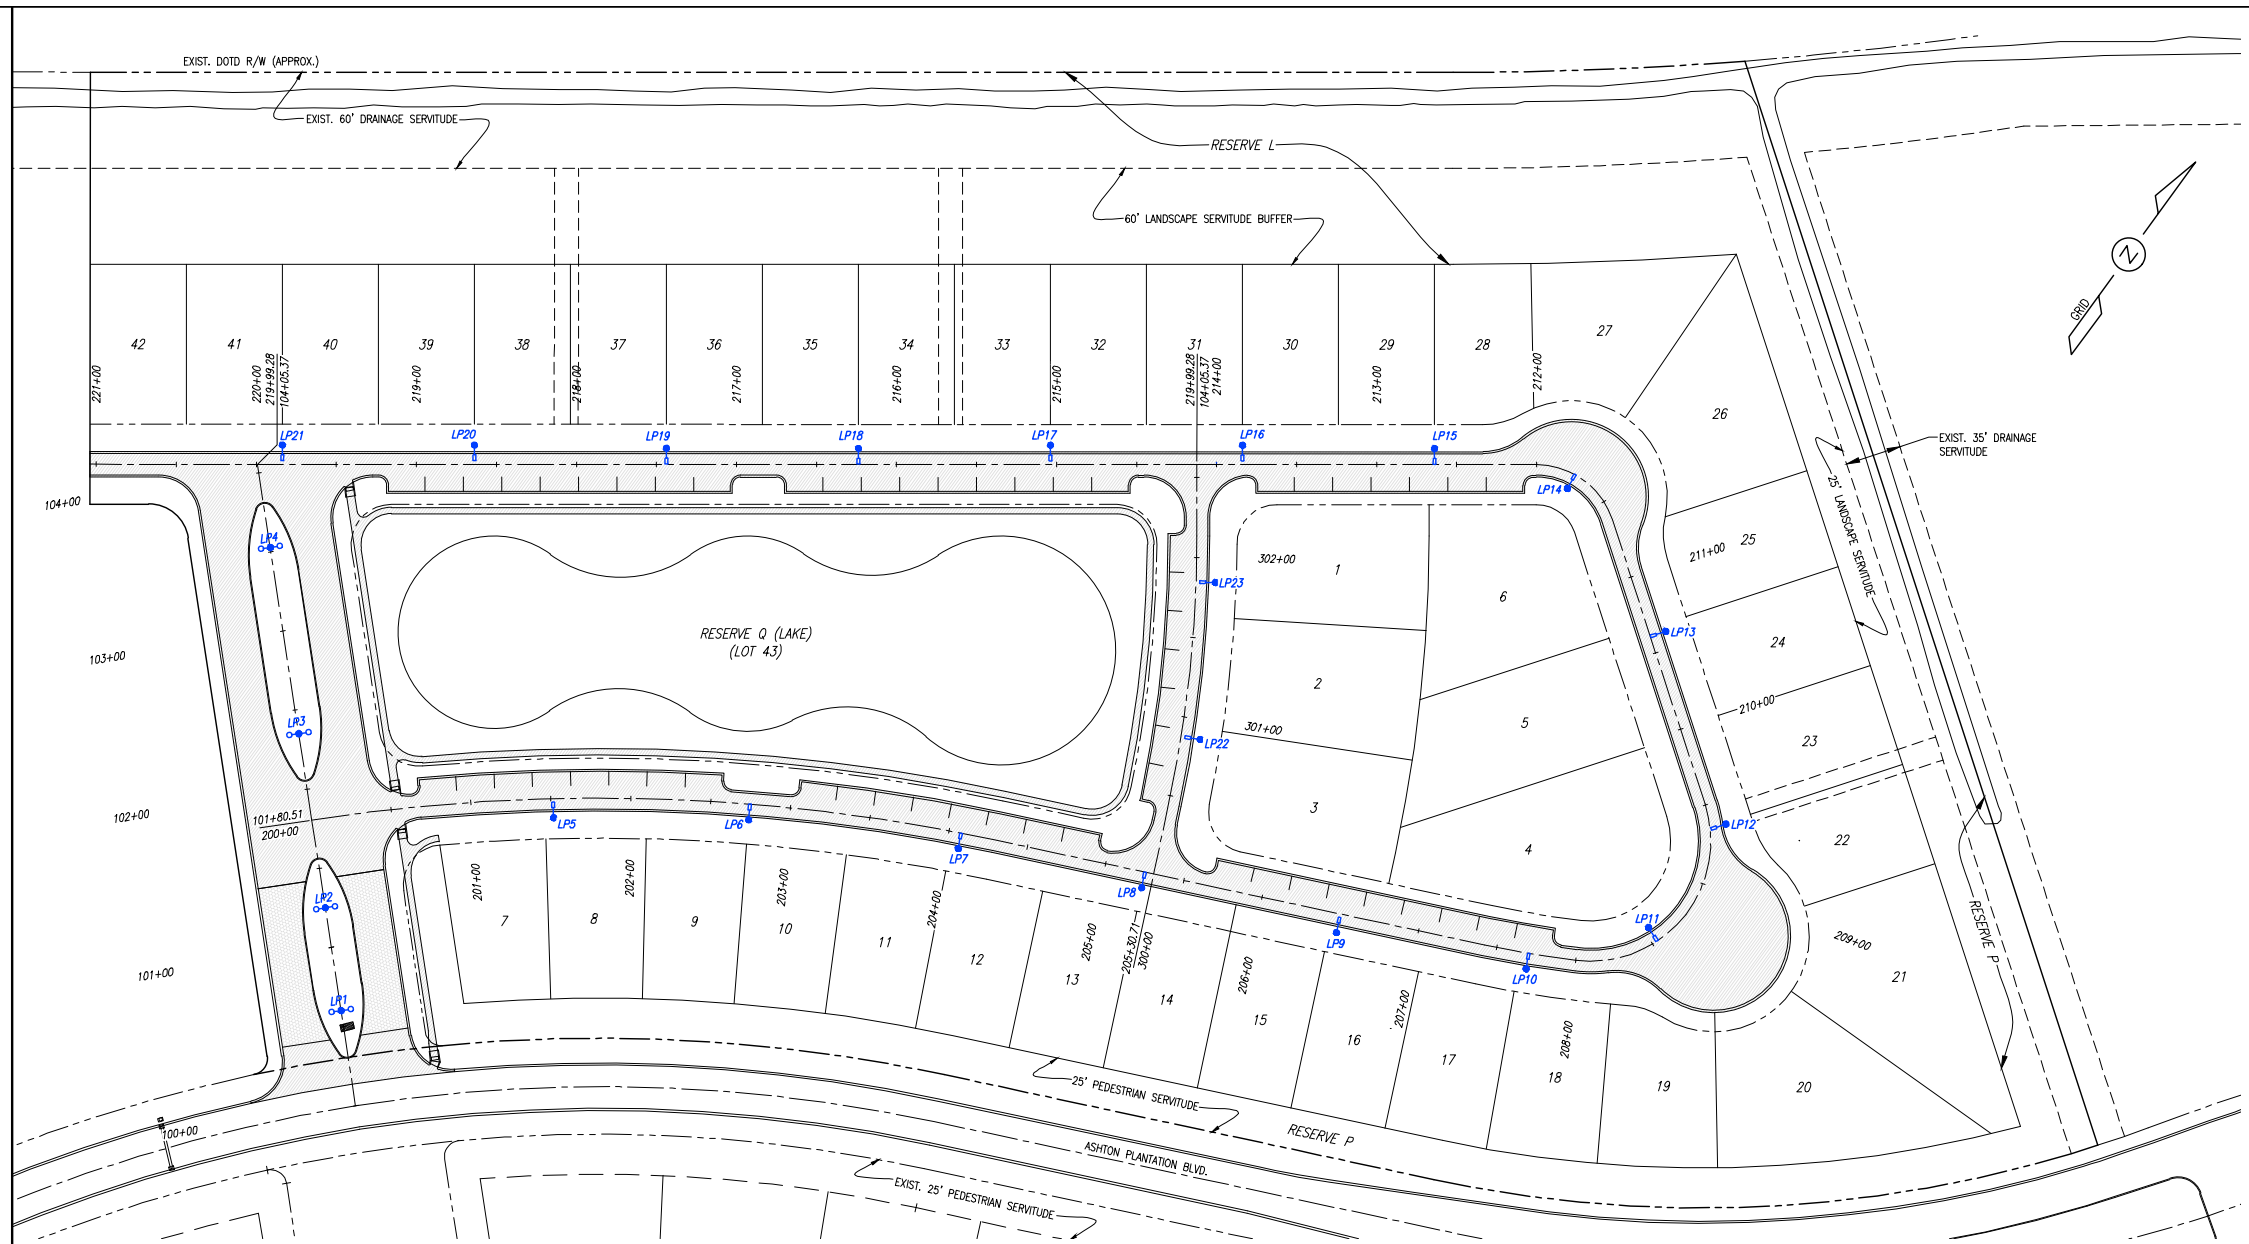 EXIST. DOTD R/W (APPROX.)
EXIST. 60' DRAINAGE SERVITUDE
RESERVE L
60' LANDSCAPE SERVITUDE BUFFER
GRID
N
42
41
40
39
38
37
36
35
34
33
32
31
30
29
28
27
26
221+00
220+00
219+99.28
104+05.37
219+00
218+00
217+00
216+00
215+00
219+99.28
104+05.37
214+00
213+00
212+00
LP21
LP20
LP19
LP18
LP17
LP16
LP15
LP14
EXIST. 35' DRAINAGE
SERVITUDE
25' LANDSCAPE SERVITUDE
104+00
LP4
302+00
1
LP23
6
211+00
25
103+00
RESERVE Q (LAKE)
(LOT 43)
LP13
24
2
LP3
301+00
LP22
5
210+00
23
102+00
101+80.51
200+00
3
LP5
LP6
LP7
LP8
LP9
LP10
LP11
LP12
4
22
201+00
202+00
203+00
204+00
205+00
205+30.71
300+00
206+00
207+00
208+00
209+00
LP2
7
8
9
10
11
12
13
14
15
16
17
18
19
20
21
RESERVE P
101+00
LP1
25' PEDESTRIAN SERVITUDE
RESERVE P
100+00
ASHTON PLANTATION BLVD.
EXIST. 25' PEDESTRIAN SERVITUDE